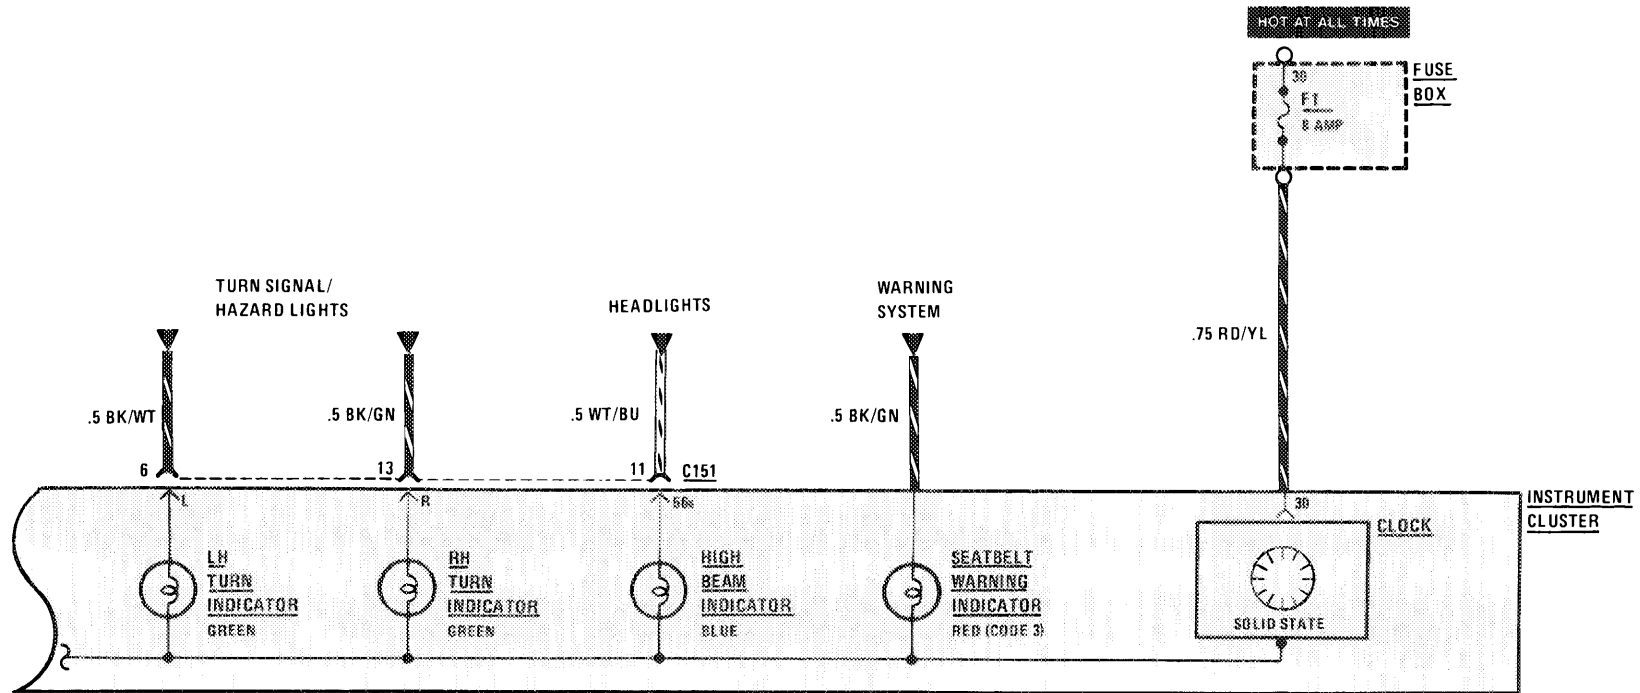 HOT AT ALL TIMES
30
F1
8 AMP
FUSE
BOX
TURN SIGNAL/
HAZARD LIGHTS
HEADLIGHTS
WARNING
SYSTEM
.75 RD/YL
.5 BK/WT
.5 BK/GN
.5 WT/BU
.5 BK/GN
6
13
11
C151
L
R
56a
30
INSTRUMENT
CLUSTER
LH
TURN
INDICATOR
GREEN
RH
TURN
INDICATOR
GREEN
HIGH
BEAM
INDICATOR
BLUE
SEATBELT
WARNING
INDICATOR
RED (CODE 3)
CLOCK
SOLID STATE